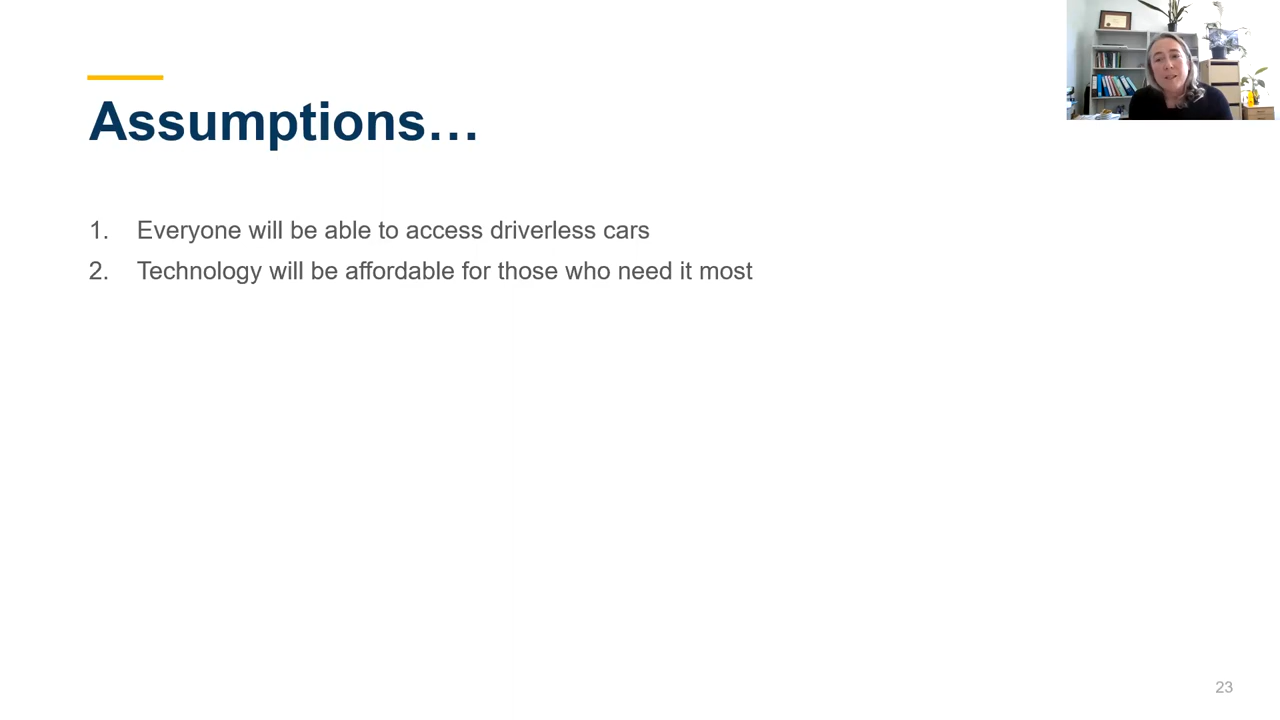 Assumptions…
1. Everyone will be able to access driverless cars
2. Technology will be affordable for those who need it most
23